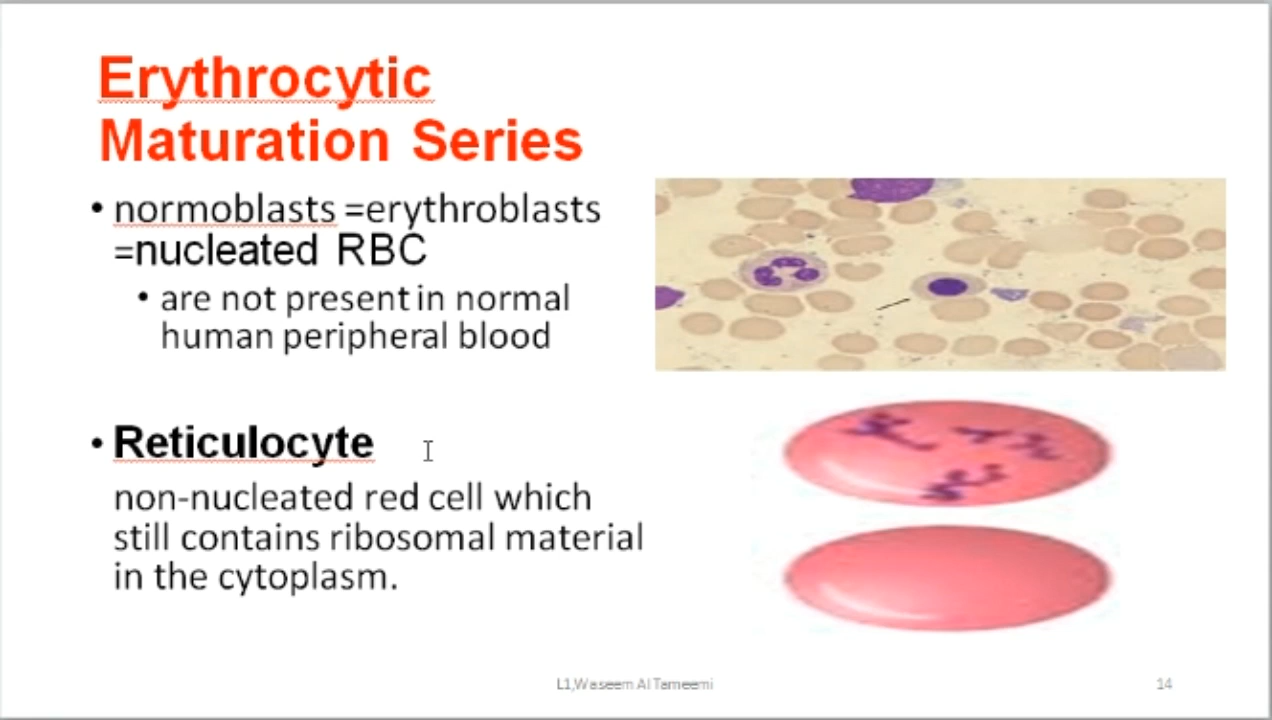 Erythrocytic
Maturation Series
• normoblasts =erythroblasts
=nucleated RBC
• are not present in normal
human peripheral blood
• Reticulocyte
non-nucleated red cell which
still contains ribosomal material
in the cytoplasm.
L1,Waseem Al Tameemi
14